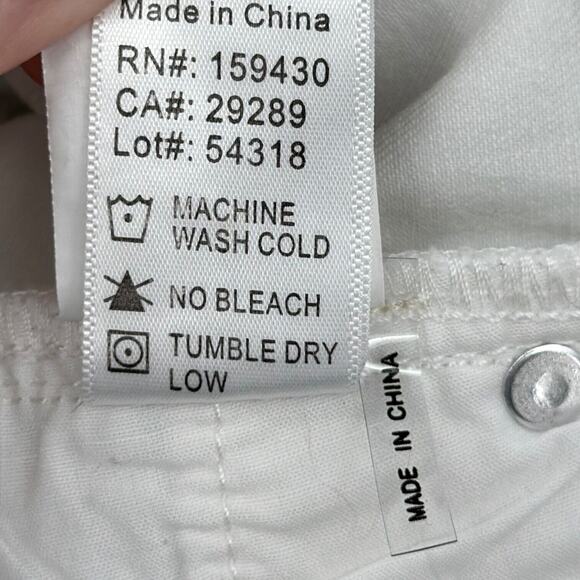 Made in China
RN#: 159430
CA#: 29289
Lot#: 54318
MACHINE
WASH COLD
NO BLEACH
TUMBLE DRY
LOW
MADE IN CHINA